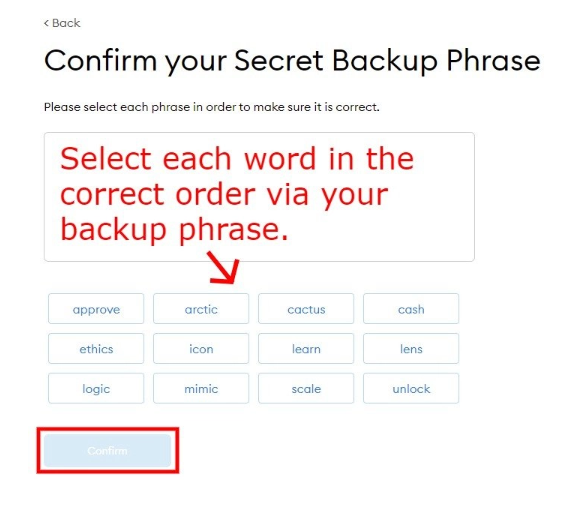 < Back
Confirm your Secret Backup Phrase
Please select each phrase in order to make sure it is correct.
Select each word in the
correct order via your
backup phrase.
approve arctic cactus cash
ethics icon learn lens
logic mimic scale unlock
Confirm